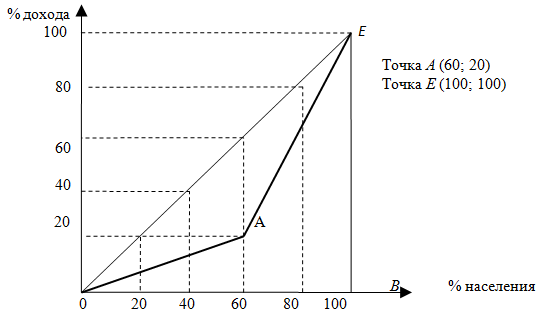 % дохода
100
E
Точка A (60; 20)
Точка E (100; 100)
80
60
40
20
A
B
% населения
0 20 40 60 80 100